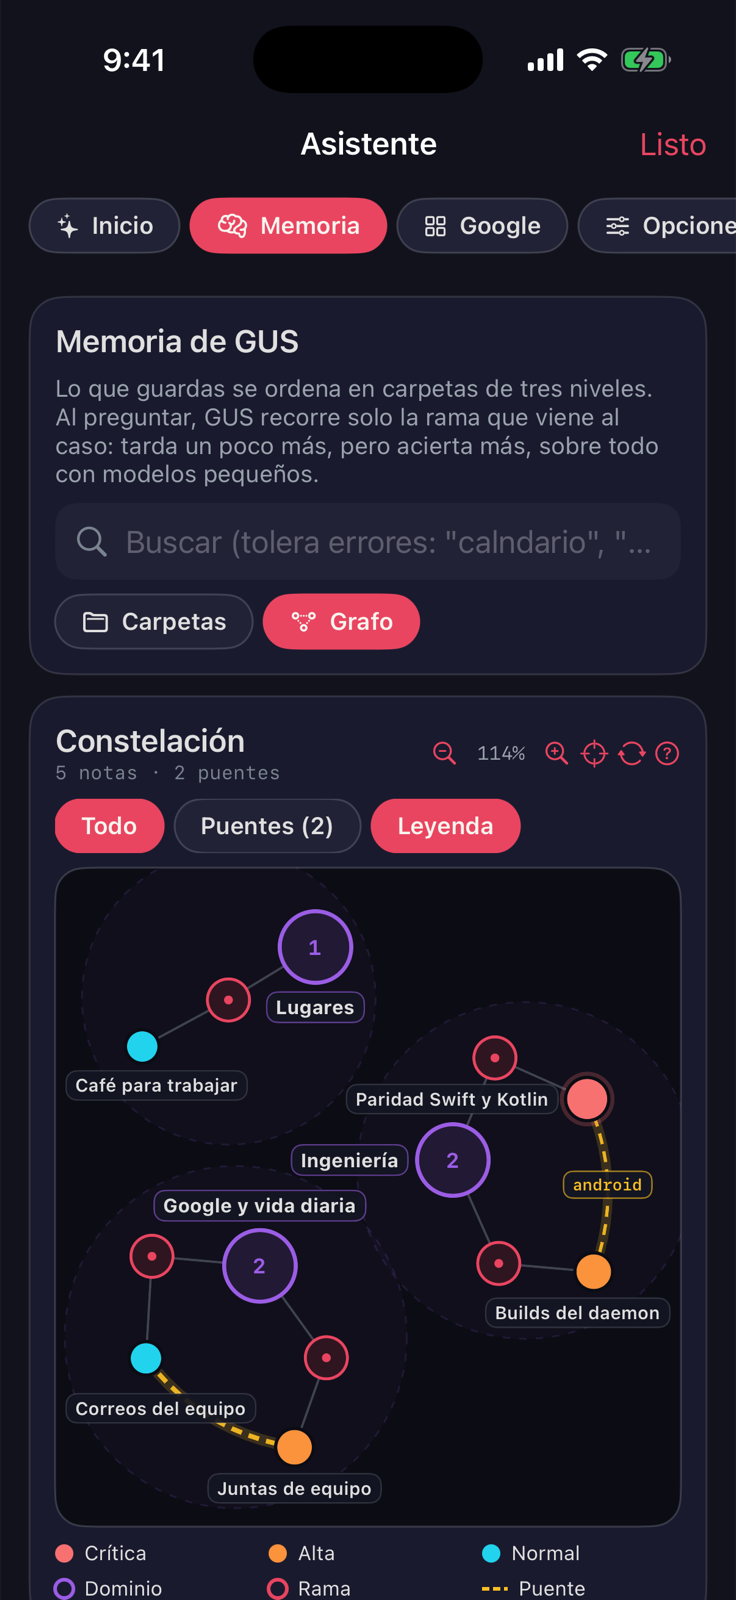 9:41
Asistente
Listo
Inicio
Memoria
Google
Opcione
Memoria de GUS
Lo que guardas se ordena en carpetas de tres niveles.
Al preguntar, GUS recorre solo la rama que viene al
caso: tarda un poco más, pero acierta más, sobre todo
con modelos pequeños.
Buscar (tolera errores: "calndario", "...
Carpetas
Grafo
Constelación
5 notas · 2 puentes
114%
Todo
Puentes (2)
Leyenda
1
Lugares
Café para trabajar
Paridad Swift y Kotlin
Ingeniería
2
android
Google y vida diaria
2
Builds del daemon
Correos del equipo
Juntas de equipo
Crítica
Alta
Normal
Dominio
Rama
Puente